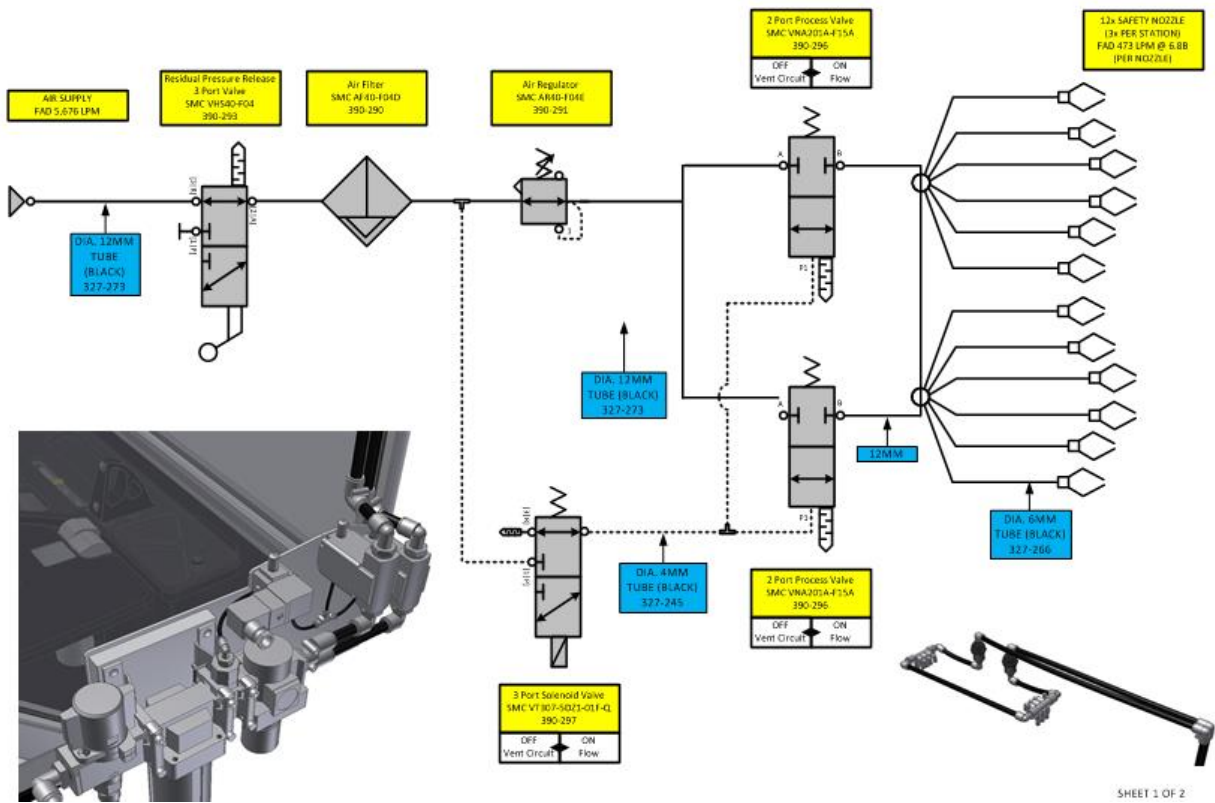 AIR SUPPLY
FAD 5,676 LPM
Residual Pressure Release
3 Port Valve
SMC VHS40-F04
390-293
Air Filter
SMC AF40-F04D
390-290
Air Regulator
SMC AR40-F04E
390-291
2 Port Process Valve
SMC VNA201A-F15A
390-296
OFF
Vent Circuit
ON
Flow
12x SAFETY NOZZLE
(3x PER STATION)
FAD 473 LPM @ 6.8B
(PER NOZZLE)
DIA. 12MM
TUBE
(BLACK)
327-273
A
B
P1
1
DIA. 12MM
TUBE (BLACK)
327-273
A
B
P1
12MM
DIA. 6MM
TUBE (BLACK)
327-266
DIA. 4MM
TUBE (BLACK)
327-245
2 Port Process Valve
SMC VNA201A-F15A
390-296
OFF
Vent Circuit
ON
Flow
3 Port Solenoid Valve
SMC VT307-5DZ1-01F-Q
390-297
OFF
Vent Circuit
ON
Flow
SHEET 1 OF 2